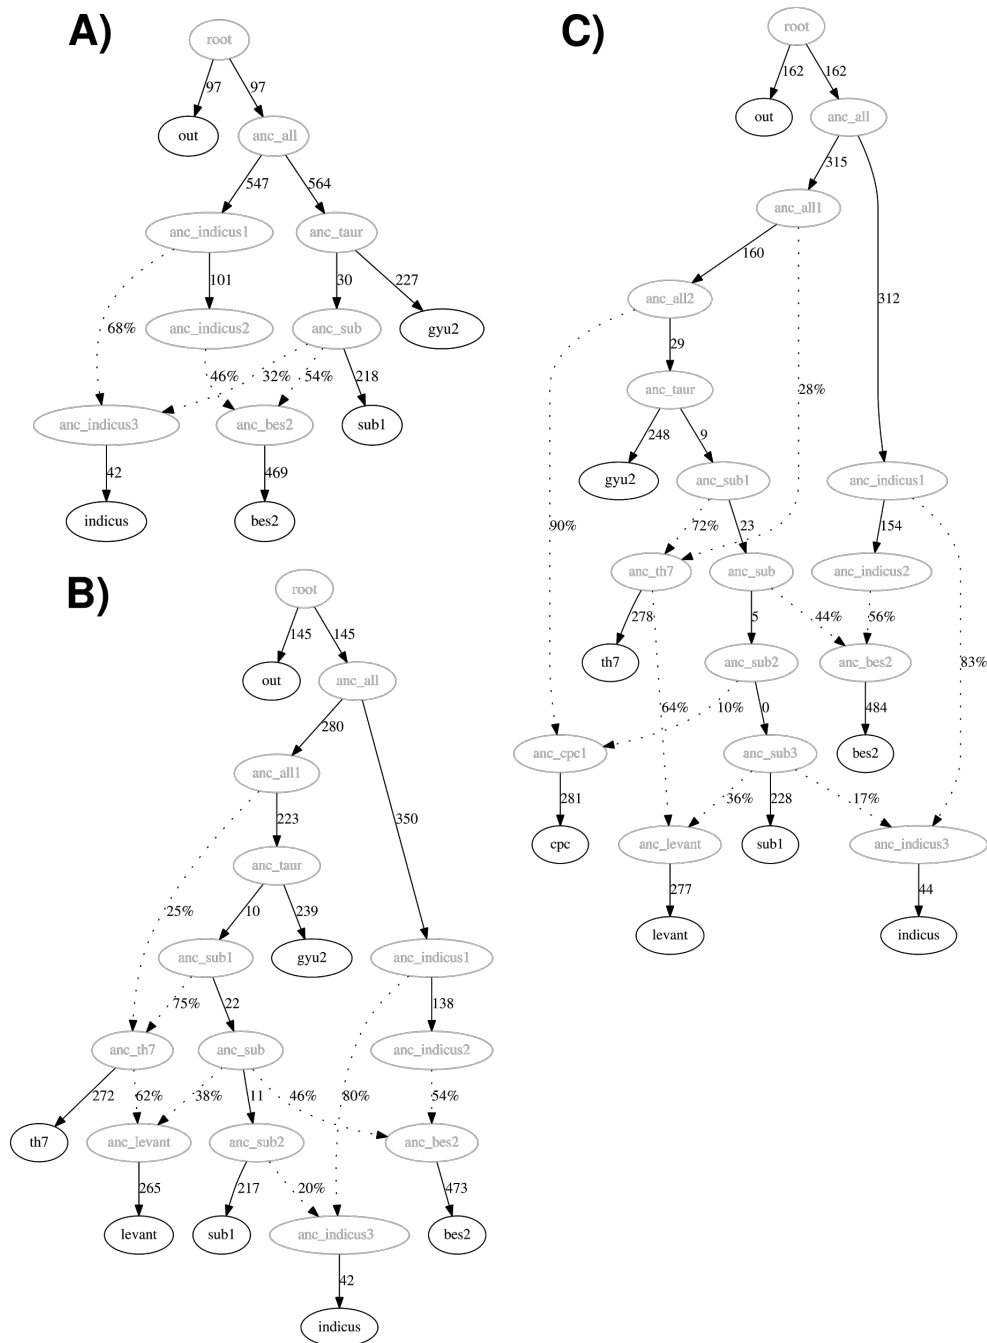 A)
root
97 97
out anc_all
547 564
anc_indicus1 anc_taur
101 30 227
anc_indicus2 anc_sub gyu2
68% 46% 32% 54% 218
anc_indicus3 anc_bes2 sub1
42 469
indicus bes2
B)
root
145 145
out anc_all
280
anc_all1
223 350
anc_taur
25% 10 239
anc_sub1 gyu2 anc_indicus1
75% 22 138
anc_th7 anc_sub anc_indicus2
272 62% 38% 11 46% 80% 54%
th7 anc_levant anc_sub2 anc_bes2
265 217 20% 473
levant sub1 anc_indicus3 bes2
42
indicus
C)
root
162 162
out anc_all
315
anc_all1
160
anc_all2 312
29
anc_taur 28%
248 9
gyu2 anc_sub1 anc_indicus1
90% 72% 23 154
anc_th7 anc_sub anc_indicus2
278 5 44% 56%
th7 anc_sub2 anc_bes2 83%
64% 10% 0 484
anc_cpc1 anc_sub3 bes2
281 36% 228 17%
cpc anc_levant sub1 anc_indicus3
277 44
levant indicus